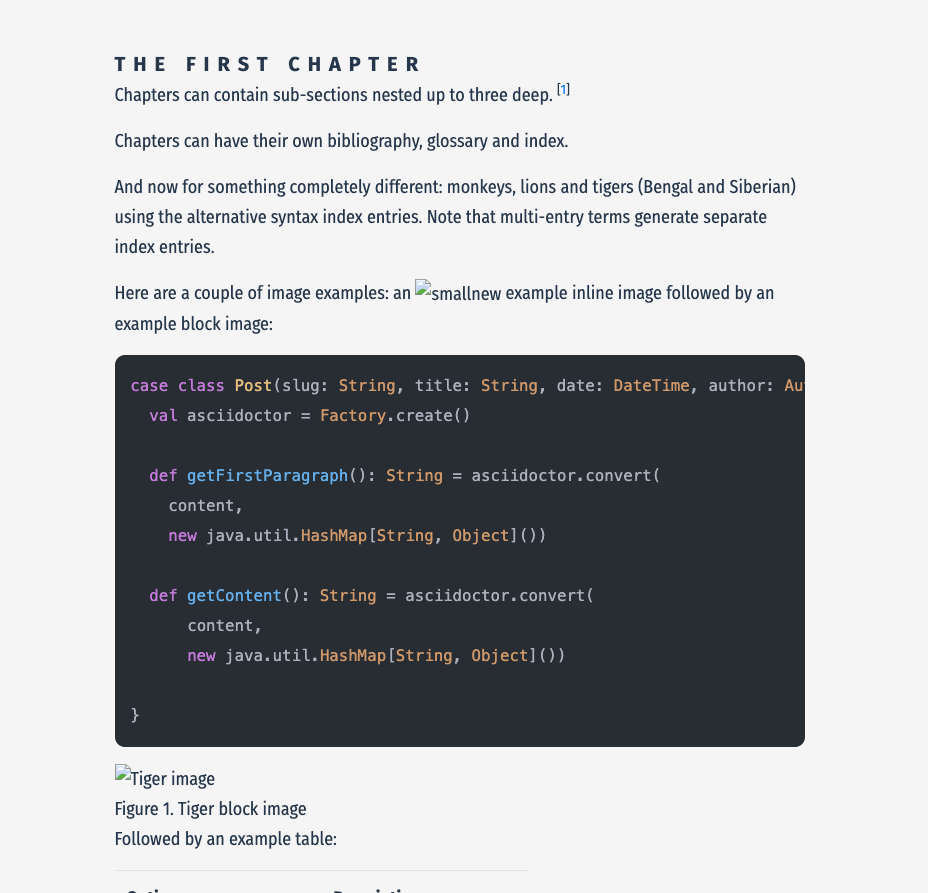 THE FIRST CHAPTER
Chapters can contain sub-sections nested up to three deep. [1]
Chapters can have their own bibliography, glossary and index.
And now for something completely different: monkeys, lions and tigers (Bengal and Siberian)
using the alternative syntax index entries. Note that multi-entry terms generate separate
index entries.
Here are a couple of image examples: an smallnew example inline image followed by an
example block image:
case class Post(slug: String, title: String, date: DateTime, author: Au
  val asciidoctor = Factory.create()
  def getFirstParagraph(): String = asciidoctor.convert(
    content,
    new java.util.HashMap[String, Object]())
  def getContent(): String = asciidoctor.convert(
      content,
      new java.util.HashMap[String, Object]())
}
Tiger image
Figure 1. Tiger block image
Followed by an example table: